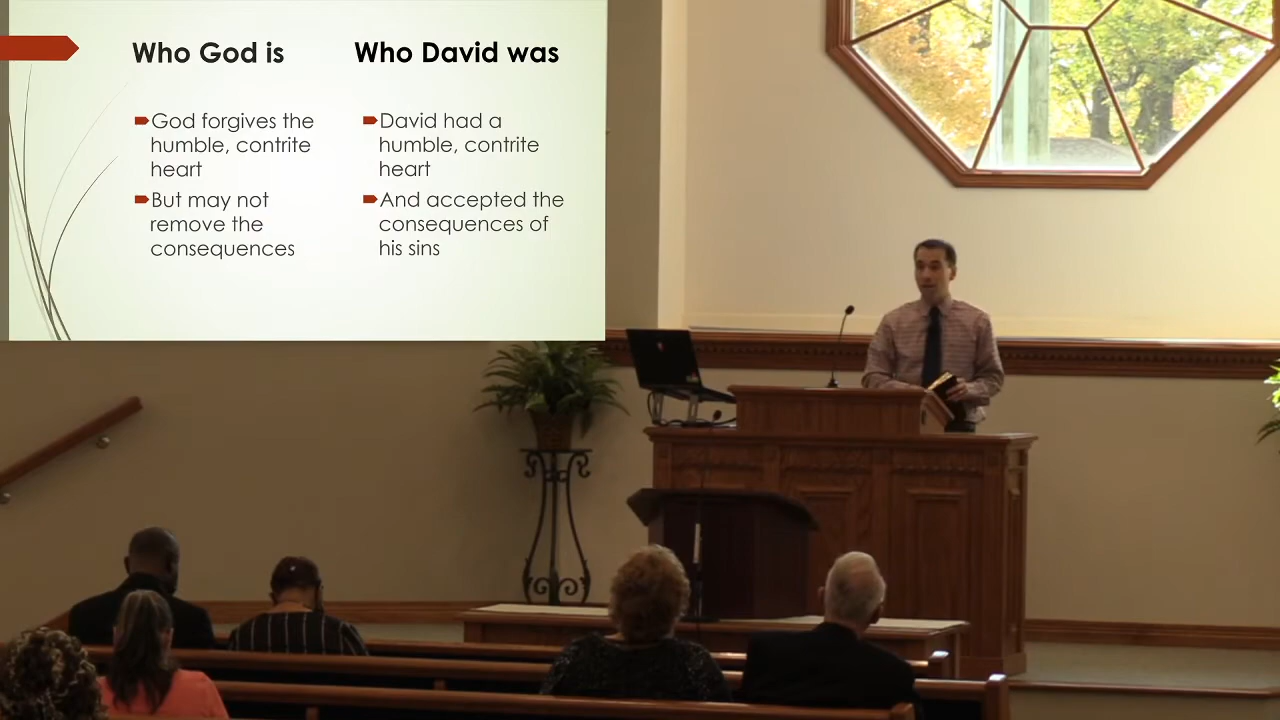 Who God is
God forgives the
humble, contrite
heart
But may not
remove the
consequences
Who David was
David had a
humble, contrite
heart
And accepted the
consequences of
his sins